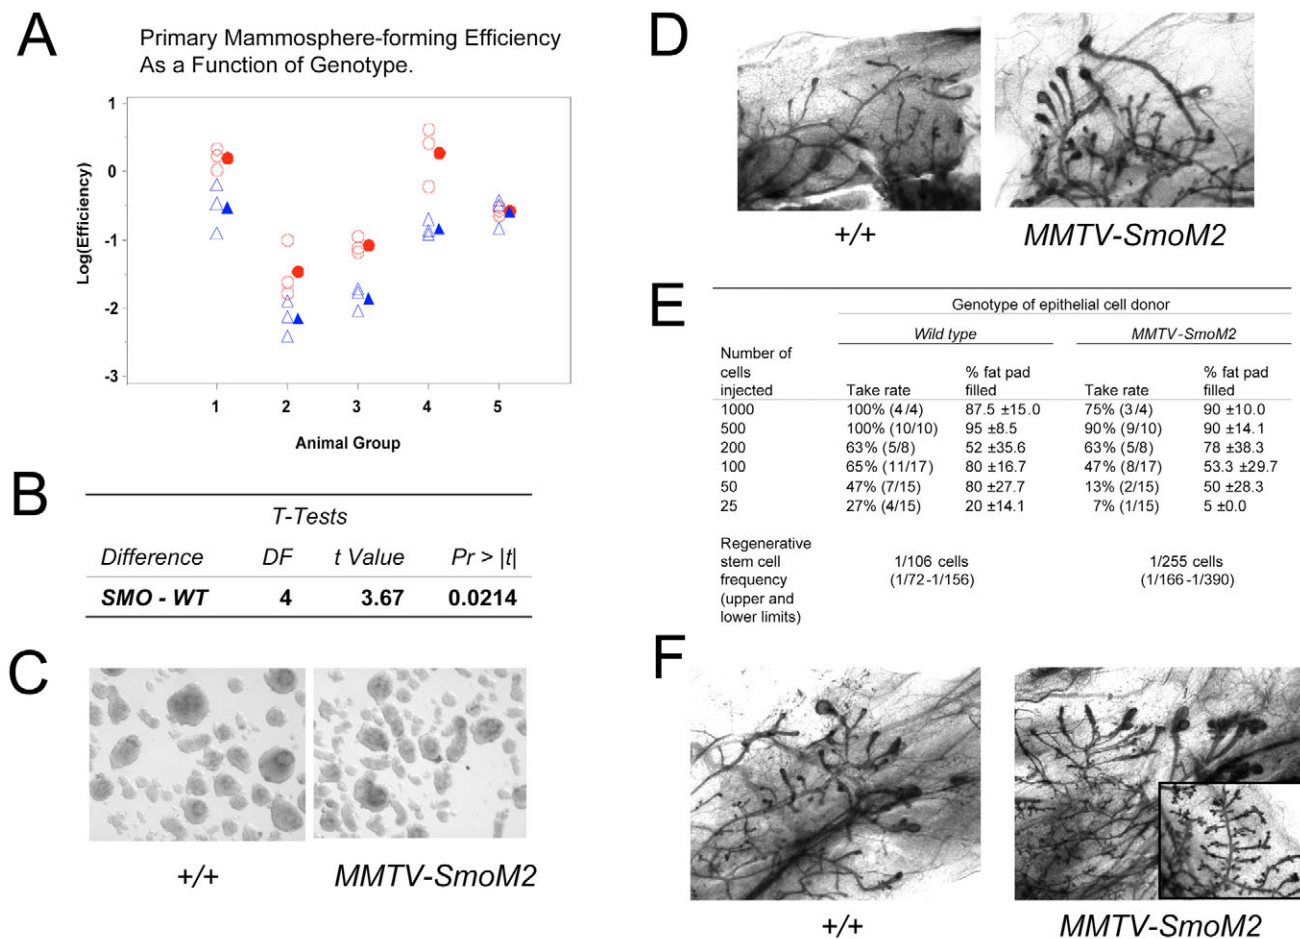 A
Primary Mammosphere-forming Efficiency
As a Function of Genotype.
1
0
-1
-2
-3
Log(Efficiency)
1 2 3 4 5
Animal Group
B
T-Tests
Difference DF t Value Pr > |t|
SMO - WT 4 3.67 0.0214
C
+/+ MMTV-SmoM2
D
+/+ MMTV-SmoM2
E
Genotype of epithelial cell donor
Wild type MMTV-SmoM2
Number of
cells
injected Take rate % fat pad
filled Take rate % fat pad
filled
1000 100% (4/4) 87.5 ±15.0 75% (3/4) 90 ±10.0
500 100% (10/10) 95 ±8.5 90% (9/10) 90 ±14.1
200 63% (5/8) 52 ±35.6 63% (5/8) 78 ±38.3
100 65% (11/17) 80 ±16.7 47% (8/17) 53.3 ±29.7
50 47% (7/15) 80 ±27.7 13% (2/15) 50 ±28.3
25 27% (4/15) 20 ±14.1 7% (1/15) 5 ±0.0
Regenerative
stem cell
frequency
(upper and
lower limits)
1/106 cells
(1/72-1/156)
1/255 cells
(1/166-1/390)
F
+/+ MMTV-SmoM2